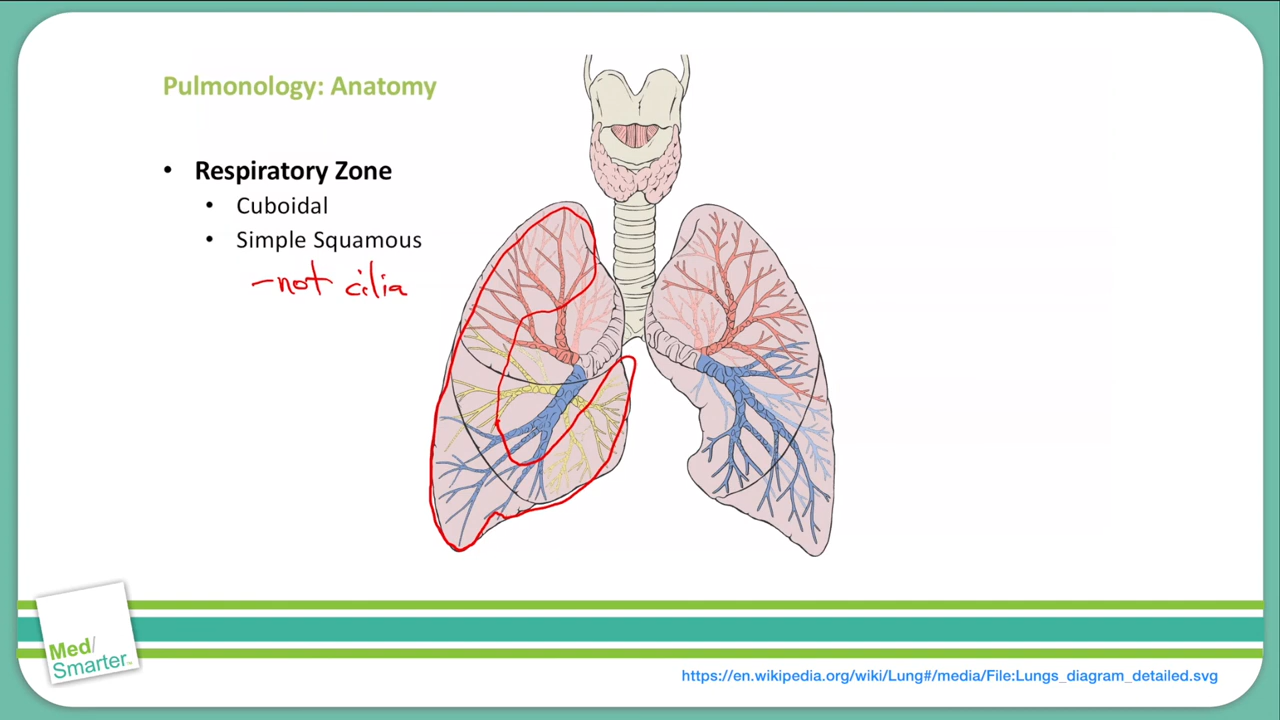 Pulmonology: Anatomy
• Respiratory Zone
• Cuboidal
• Simple Squamous
-not cilia
Med/
Smarter™
https://en.wikipedia.org/wiki/Lung#/media/File:Lungs_diagram_detailed.svg